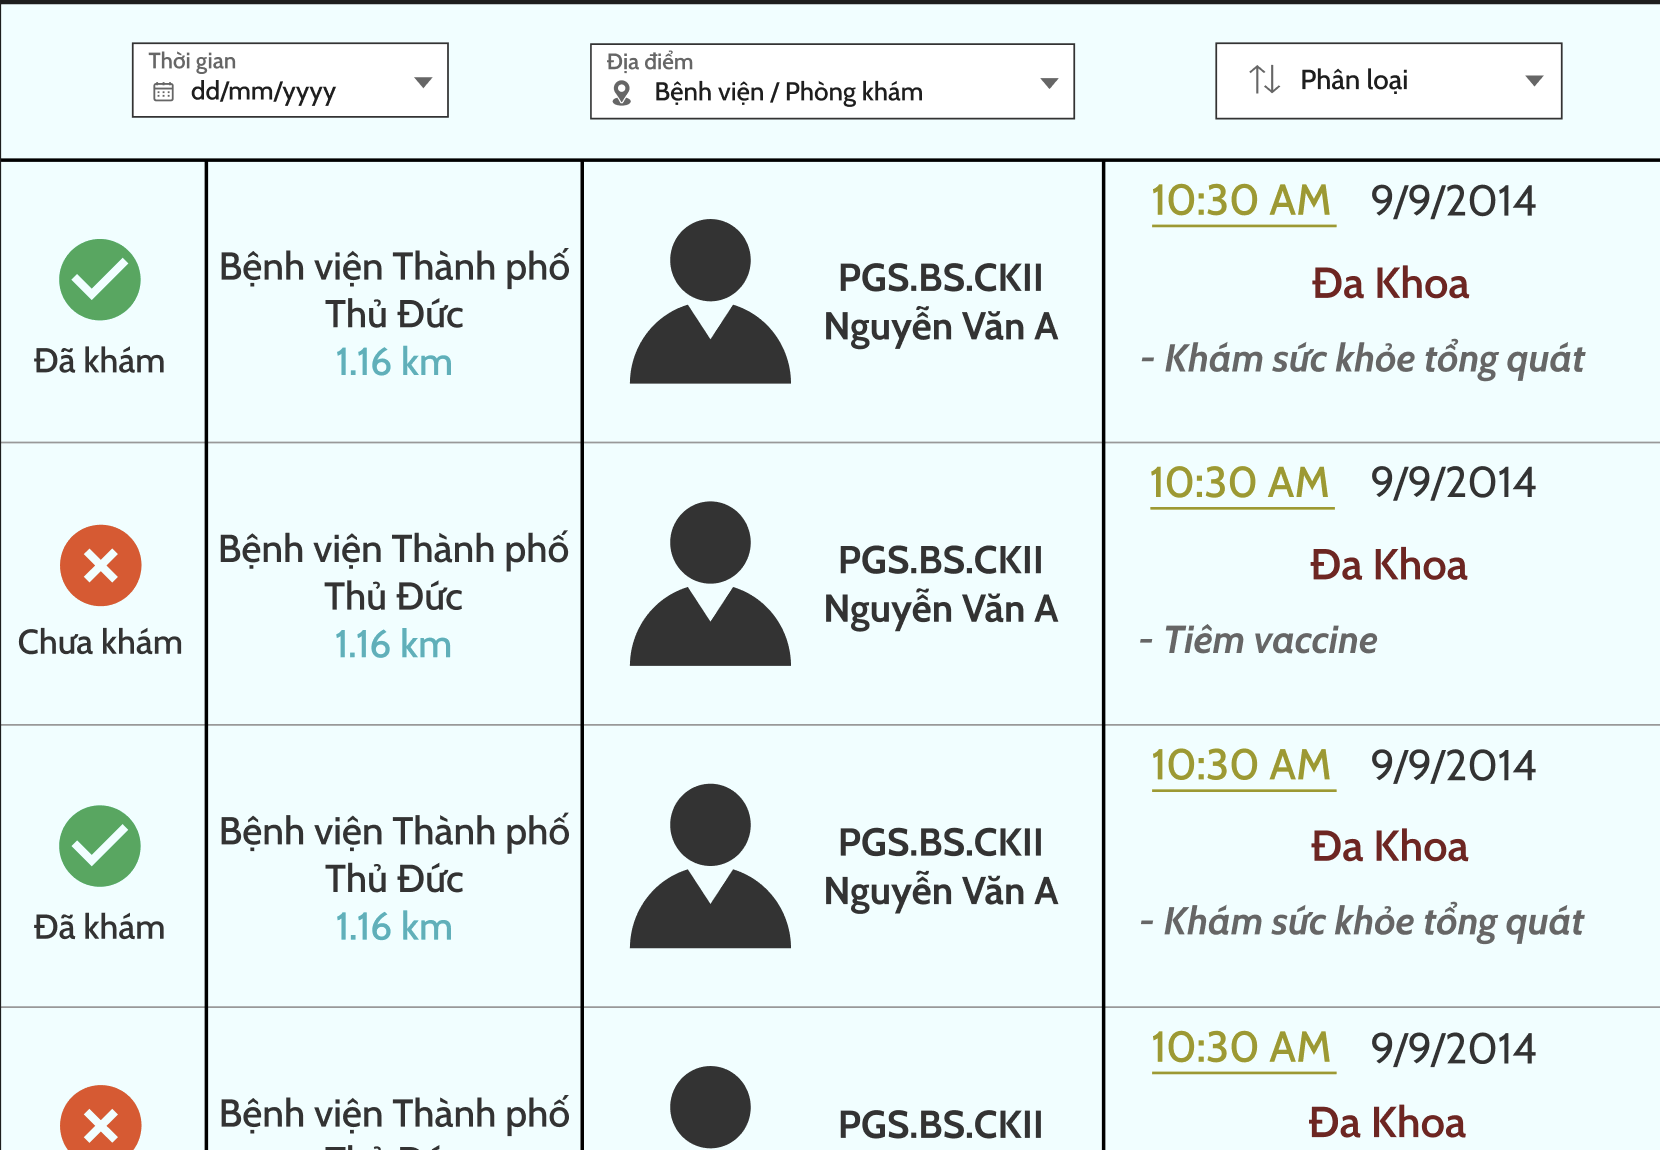 Thời gian
dd/mm/yyyy
Địa điểm
Bệnh viện / Phòng khám
Phân loại
Đã khám
Bệnh viện Thành phố
Thủ Đức
1.16 km
PGS.BS.CKII
Nguyễn Văn A
10:30 AM 9/9/2014
Đa Khoa
- Khám sức khỏe tổng quát
Chưa khám
Bệnh viện Thành phố
Thủ Đức
1.16 km
PGS.BS.CKII
Nguyễn Văn A
10:30 AM 9/9/2014
Đa Khoa
- Tiêm vaccine
Đã khám
Bệnh viện Thành phố
Thủ Đức
1.16 km
PGS.BS.CKII
Nguyễn Văn A
10:30 AM 9/9/2014
Đa Khoa
- Khám sức khỏe tổng quát
Bệnh viện Thành phố
PGS.BS.CKII
10:30 AM 9/9/2014
Đa Khoa